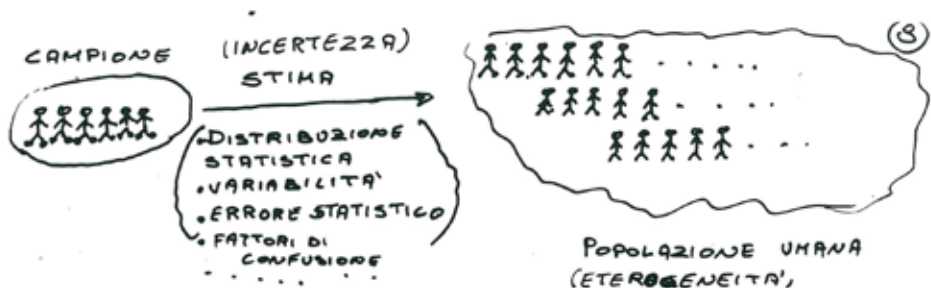 (8)
CAMPIONE
(INCERTEZZA)
STIMA
• DISTRIBUZIONE
STATISTICA
• VARIABILITA'
• ERRORE STATISTICO
• FATTORI DI
CONFUSIONE
. . . . . .
POPOLAZIONE UMANA
(ETEROGENEITA',